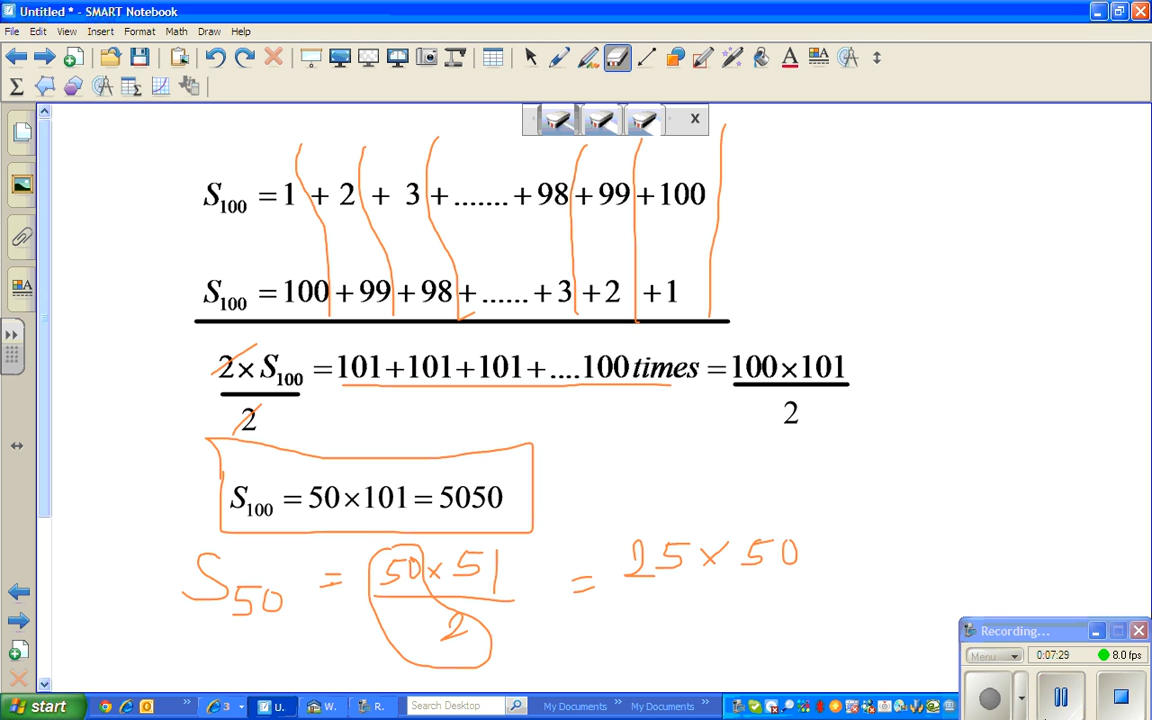 Untitled * - SMART Notebook
File Edit View Insert Format Math Draw Help
x
S₁₀₀ = 1 + 2 + 3 + ....... + 98 + 99 + 100
S₁₀₀ = 100 + 99 + 98 + ...... + 3 + 2 + 1
2 × S₁₀₀ = 101 + 101 + 101 + .... 100 times = 100 × 101
2 2
S₁₀₀ = 50 × 101 = 5050
S₅₀ = 50 × 51 = 25 × 50
2
Recording...
Menu 0:07:29 8.0 fps
start 3 U. W. R. Search Desktop My Documents My Documents